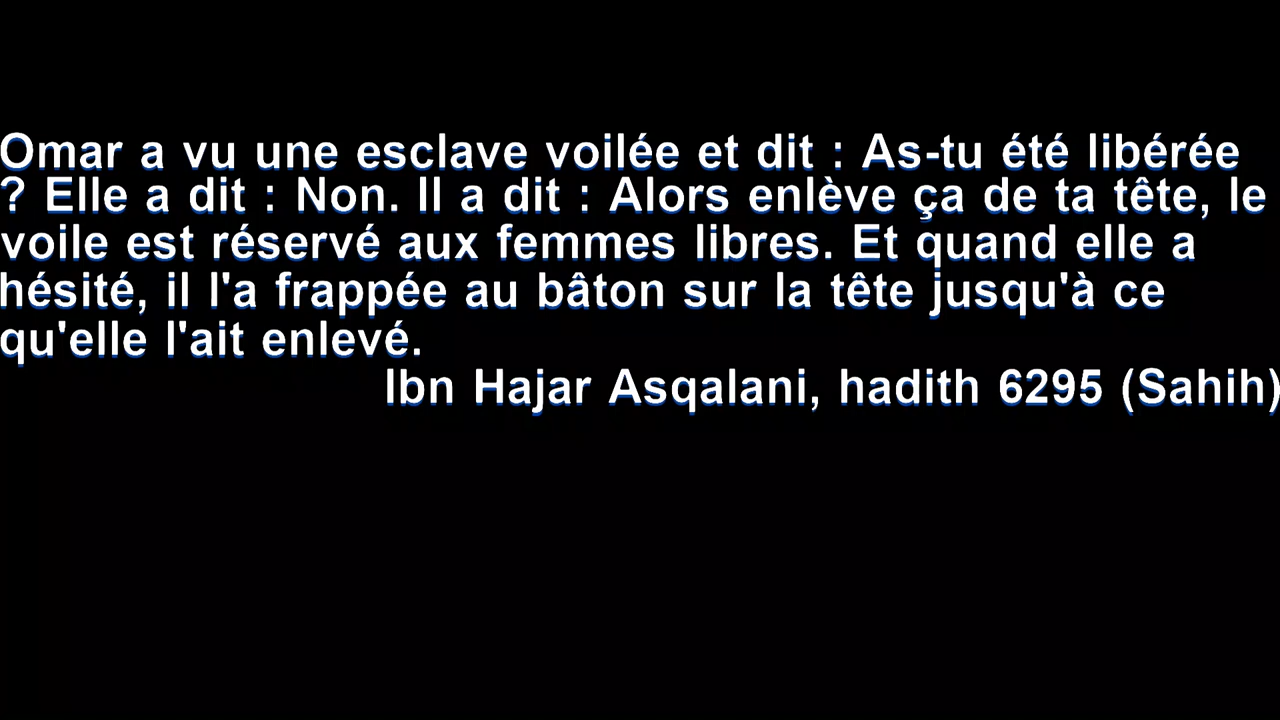 Omar a vu une esclave voilée et dit : As-tu été libérée
? Elle a dit : Non. Il a dit : Alors enlève ça de ta tête, le
voile est réservé aux femmes libres. Et quand elle a
hésité, il l'a frappée au bâton sur la tête jusqu'à ce
qu'elle l'ait enlevé.
Ibn Hajar Asqalani, hadith 6295 (Sahih)